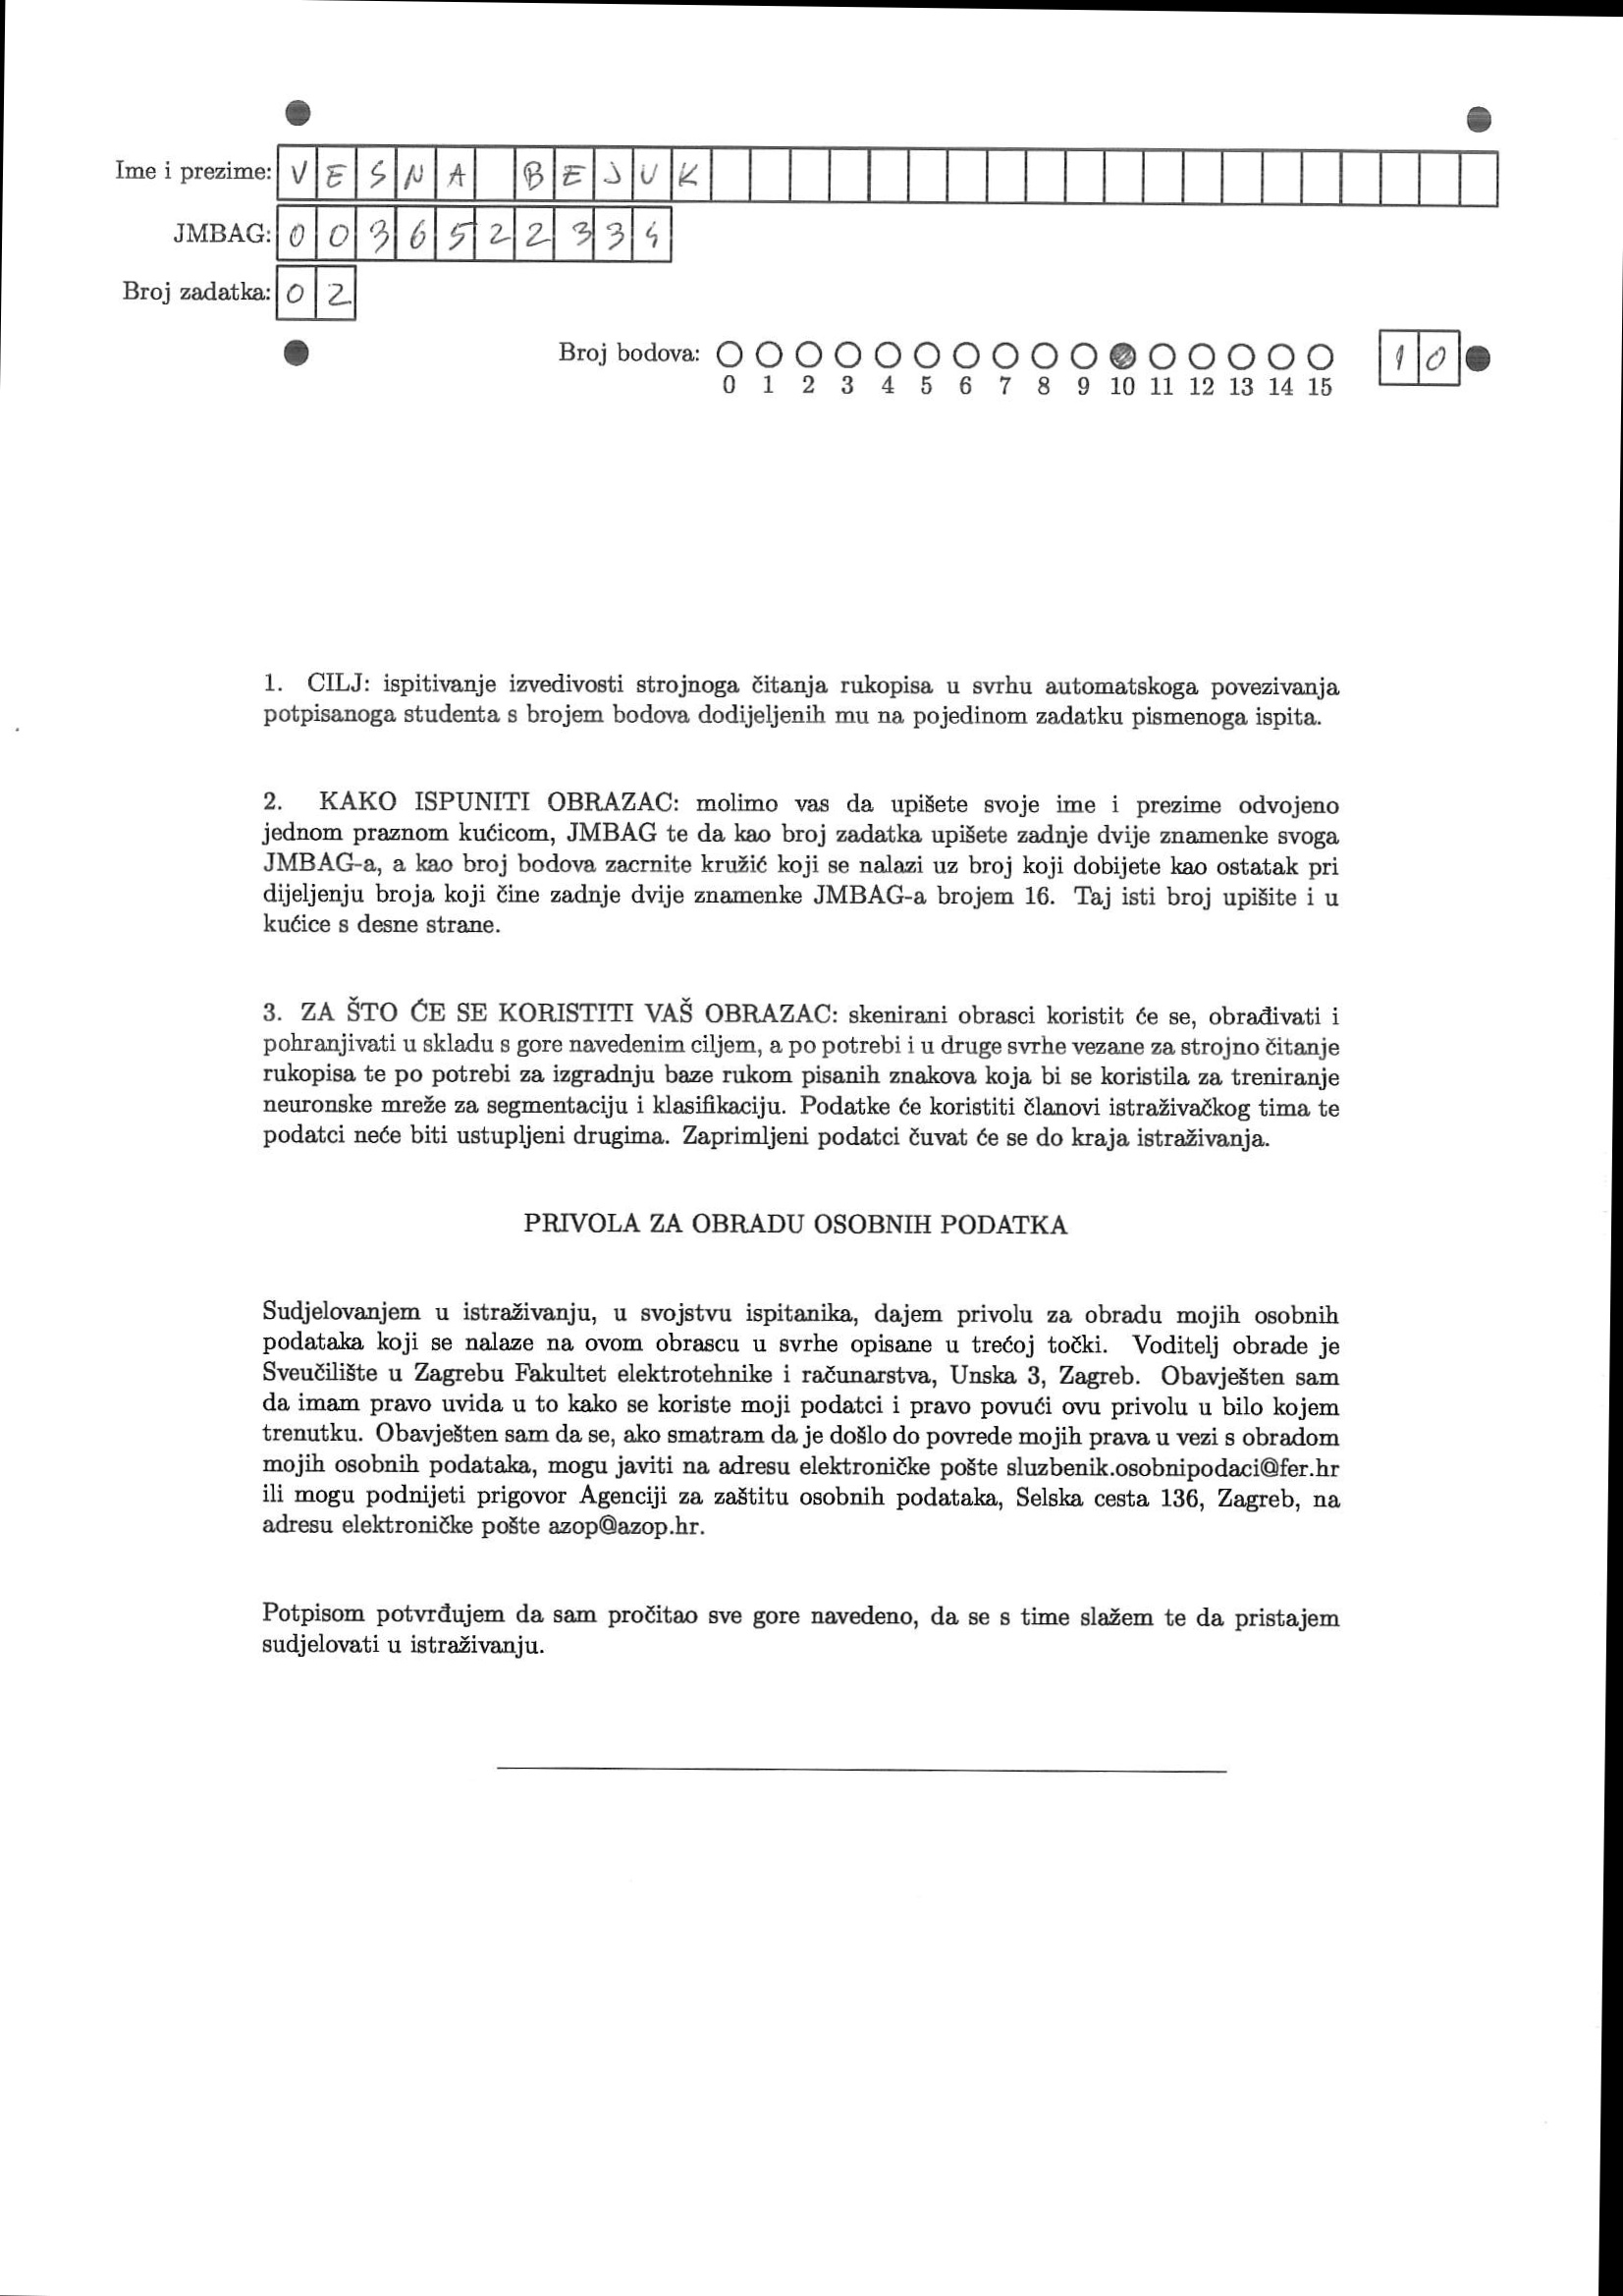 Ime i prezime: VESNA BEJUK
JMBAG: 0036522334
Broj zadatka: 02
Broj bodova: 10
0 1 2 3 4 5 6 7 8 9 10 11 12 13 14 15
1. CILJ: ispitivanje izvedivosti strojnoga čitanja rukopisa u svrhu automatskoga povezivanja
potpisanoga studenta s brojem bodova dodijeljenih mu na pojedinom zadatku pismenoga ispita.
2. KAKO ISPUNITI OBRAZAC: molimo vas da upišete svoje ime i prezime odvojeno
jednom praznom kućicom, JMBAG te da kao broj zadatka upišete zadnje dvije znamenke svoga
JMBAG-a, a kao broj bodova zacrnite kružić koji se nalazi uz broj koji dobijete kao ostatak pri
dijeljenju broja koji čine zadnje dvije znamenke JMBAG-a brojem 16. Taj isti broj upišite i u
kućice s desne strane.
3. ZA ŠTO ĆE SE KORISTITI VAŠ OBRAZAC: skenirani obrasci koristit će se, obrađivati i
pohranjivati u skladu s gore navedenim ciljem, a po potrebi i u druge svrhe vezane za strojno čitanje
rukopisa te po potrebi za izgradnju baze rukom pisanih znakova koja bi se koristila za treniranje
neuronske mreže za segmentaciju i klasifikaciju. Podatke će koristiti članovi istraživačkog tima te
podatci neće biti ustupljeni drugima. Zaprimljeni podatci čuvat će se do kraja istraživanja.
PRIVOLA ZA OBRADU OSOBNIH PODATKA
Sudjelovanjem u istraživanju, u svojstvu ispitanika, dajem privolu za obradu mojih osobnih
podataka koji se nalaze na ovom obrascu u svrhe opisane u trećoj točki. Voditelj obrade je
Sveučilište u Zagrebu Fakultet elektrotehnike i računarstva, Unska 3, Zagreb. Obavješten sam
da imam pravo uvida u to kako se koriste moji podatci i pravo povući ovu privolu u bilo kojem
trenutku. Obavješten sam da se, ako smatram da je došlo do povrede mojih prava u vezi s obradom
mojih osobnih podataka, mogu javiti na adresu elektroničke pošte sluzbenik.osobnipodaci@fer.hr
ili mogu podnijeti prigovor Agenciji za zaštitu osobnih podataka, Selska cesta 136, Zagreb, na
adresu elektroničke pošte azop@azop.hr.
Potpisom potvrđujem da sam pročitao sve gore navedeno, da se s time slažem te da pristajem
sudjelovati u istraživanju.